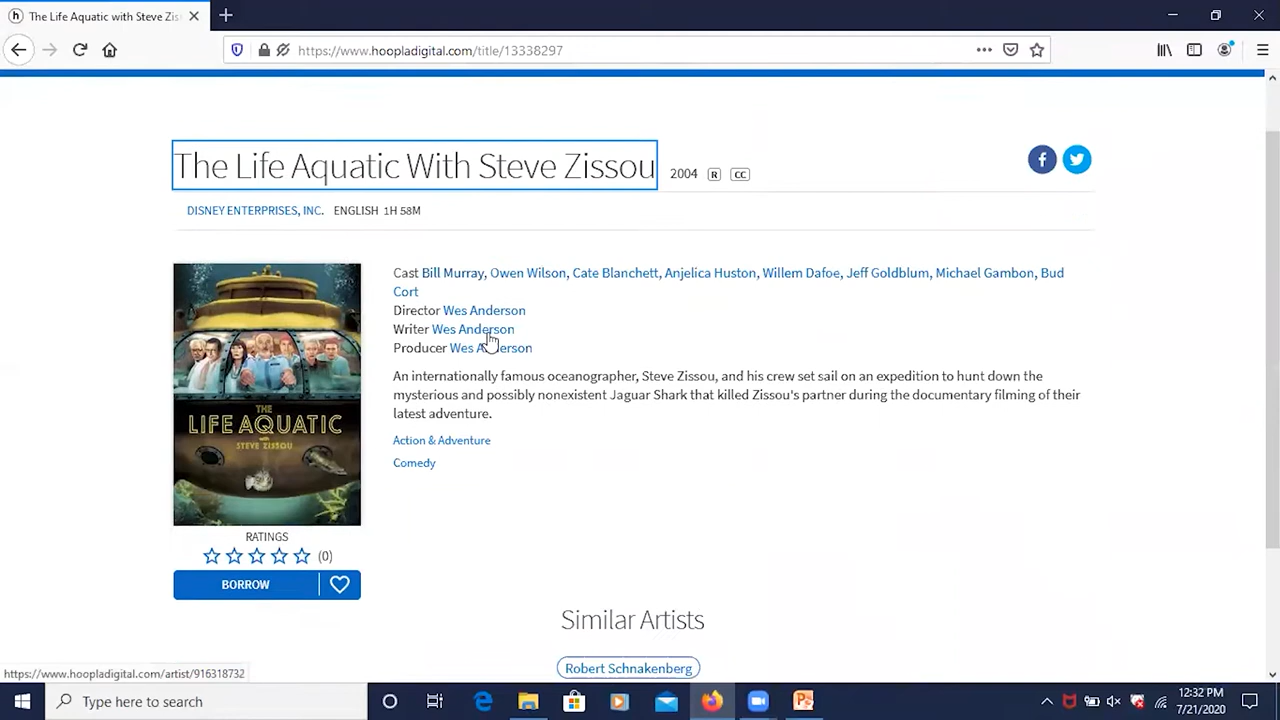 The Life Aquatic with Steve Zis
https://www.hoopladigital.com/title/13338297
The Life Aquatic With Steve Zissou 2004 R CC
DISNEY ENTERPRISES, INC. ENGLISH 1H 58M
Cast Bill Murray, Owen Wilson, Cate Blanchett, Anjelica Huston, Willem Dafoe, Jeff Goldblum, Michael Gambon, Bud
Cort
Director Wes Anderson
Writer Wes Anderson
Producer Wes Anderson
An internationally famous oceanographer, Steve Zissou, and his crew set sail on an expedition to hunt down the
mysterious and possibly nonexistent Jaguar Shark that killed Zissou's partner during the documentary filming of their
latest adventure.
Action & Adventure
Comedy
THE
LIFE AQUATIC
with
STEVE ZISSOU
RATINGS
(0)
BORROW
Similar Artists
Robert Schnakenberg
https://www.hoopladigital.com/artist/916318732
Type here to search
12:32 PM
7/21/2020